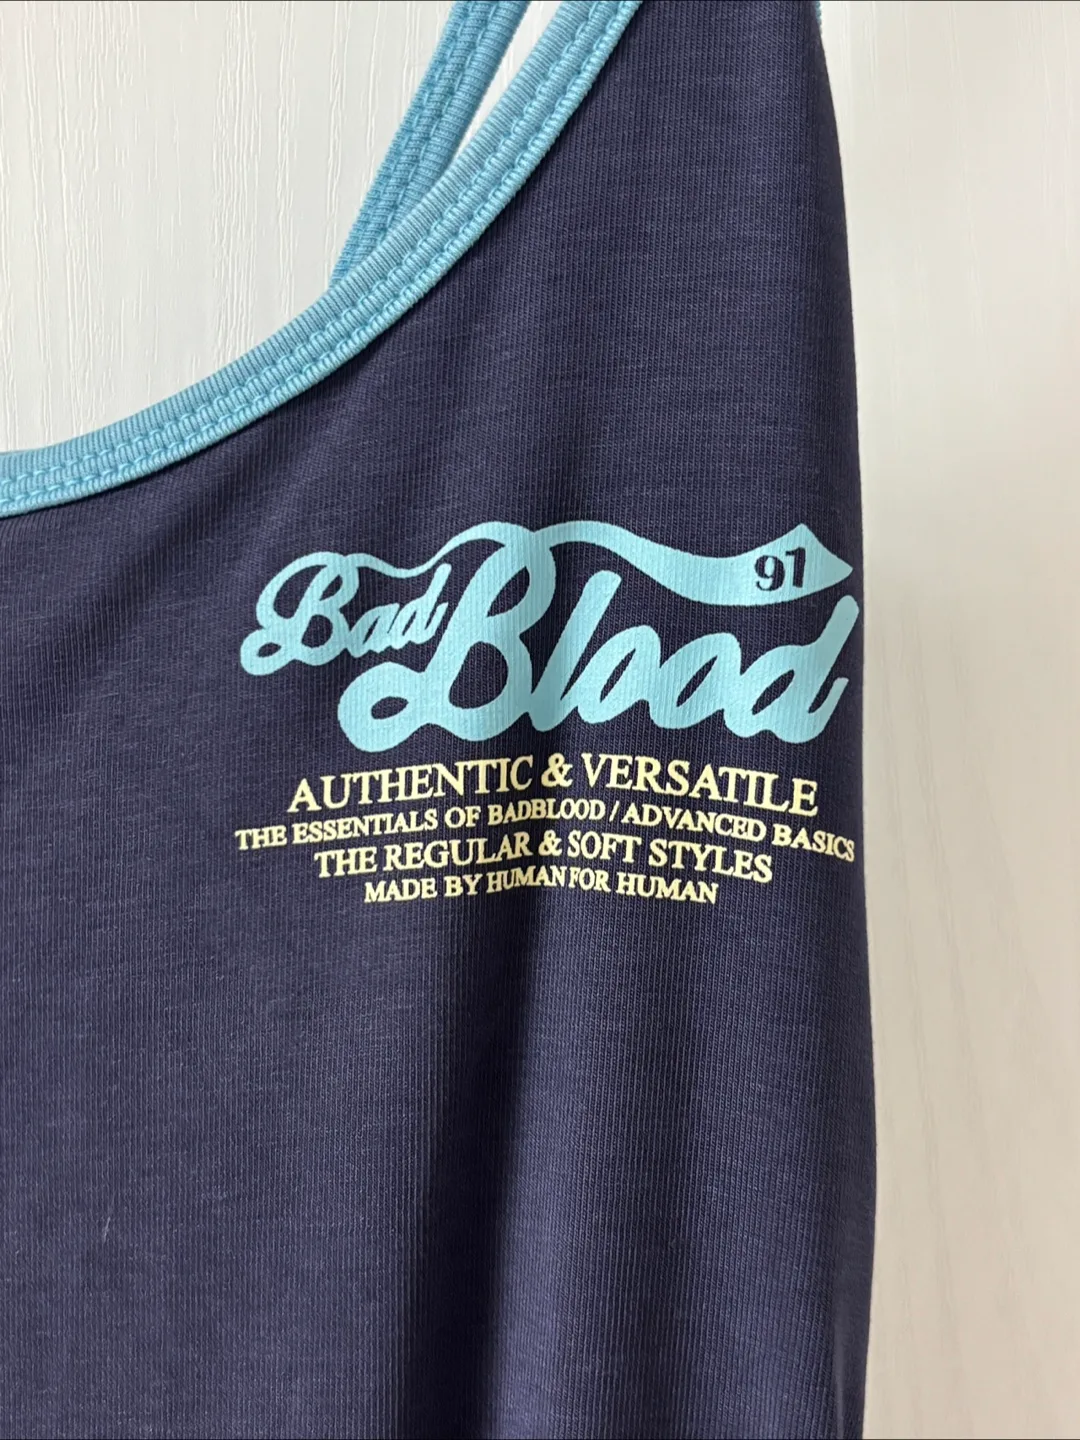 91
Bad Blood
AUTHENTIC & VERSATILE
THE ESSENTIALS OF BADBLOOD / ADVANCED BASICS
THE REGULAR & SOFT STYLES
MADE BY HUMAN FOR HUMAN